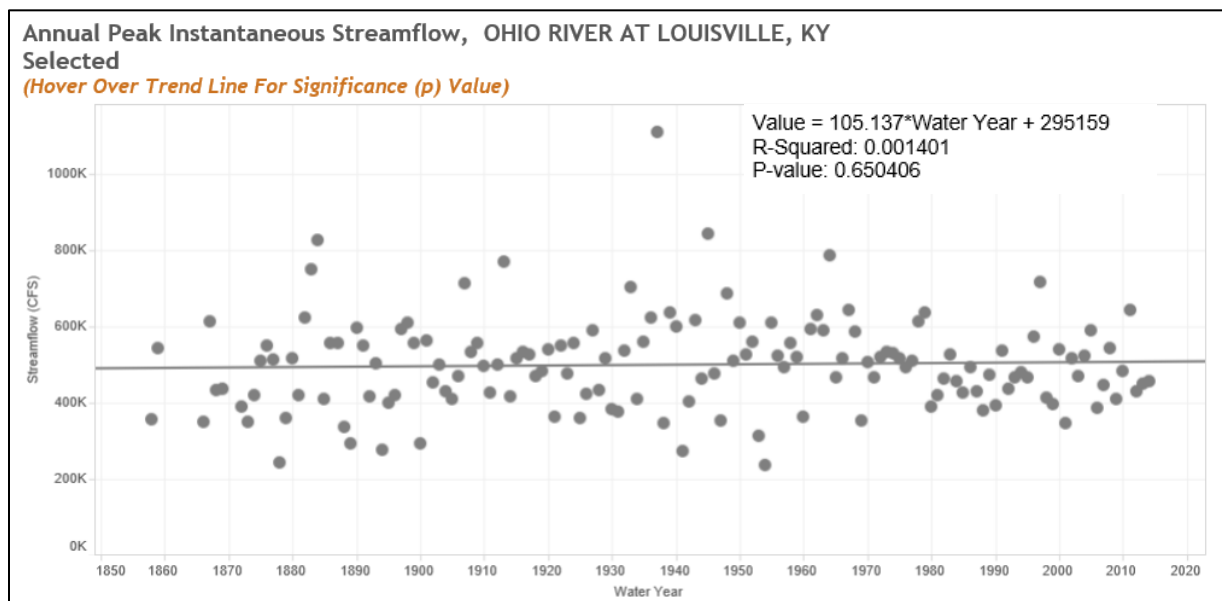 Annual Peak Instantaneous Streamflow, OHIO RIVER AT LOUISVILLE, KY
Selected
(Hover Over Trend Line For Significance (p) Value)
Value = 105.137*Water Year + 295159
R-Squared: 0.001401
P-value: 0.650406
1000K
800K
600K
400K
200K
0K
Streamflow (CFS)
1850 1860 1870 1880 1890 1900 1910 1920 1930 1940 1950 1960 1970 1980 1990 2000 2010 2020
Water Year